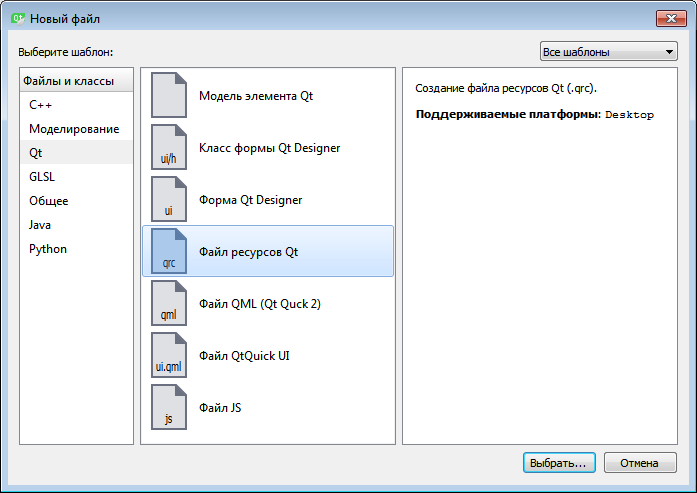 Qt Новый файл
Выберите шаблон:
Все шаблоны
Файлы и классы
C++
Моделирование
Qt
GLSL
Общее
Java
Python
Модель элемента Qt
ui/h
Класс формы Qt Designer
ui
Форма Qt Designer
qrc
Файл ресурсов Qt
qml
Файл QML (Qt Quck 2)
ui.qml
Файл QtQuick UI
js
Файл JS
Создание файла ресурсов Qt (.qrc).
Поддерживаемые платформы: Desktop
Выбрать...
Отмена